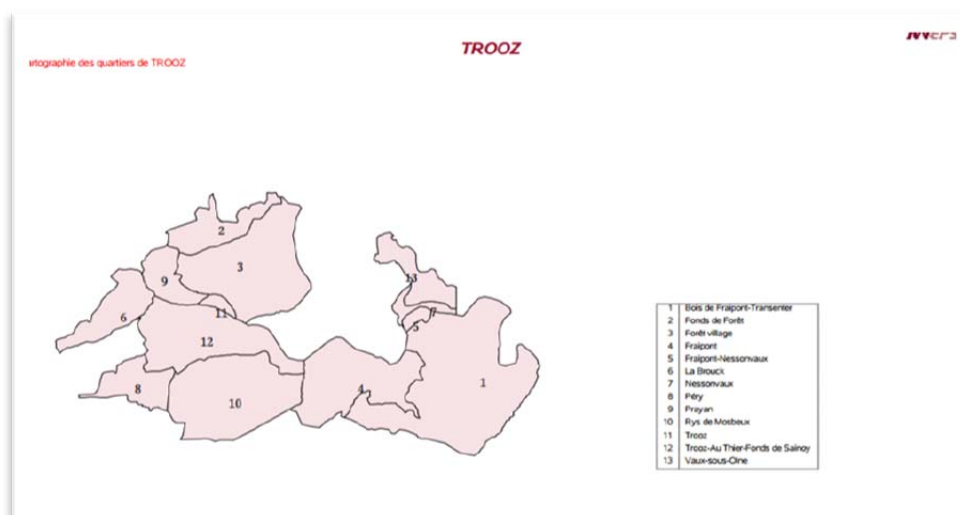 TROOZ
artographie des quartiers de TROOZ
2
3
13
9
11
7
6
5
12
1
8
4
10
1 Bois de Fraipont-Transenter
2 Fonds de Forêt
3 Forêt village
4 Fraipont
5 Fraipont-Nessonvaux
6 La Brouck
7 Nessonvaux
8 Péry
9 Prayan
10 Rys de Mosbeux
11 Trooz
12 Trooz-Au Thier-Fonds de Sainoy
13 Vaux-sous-Olne